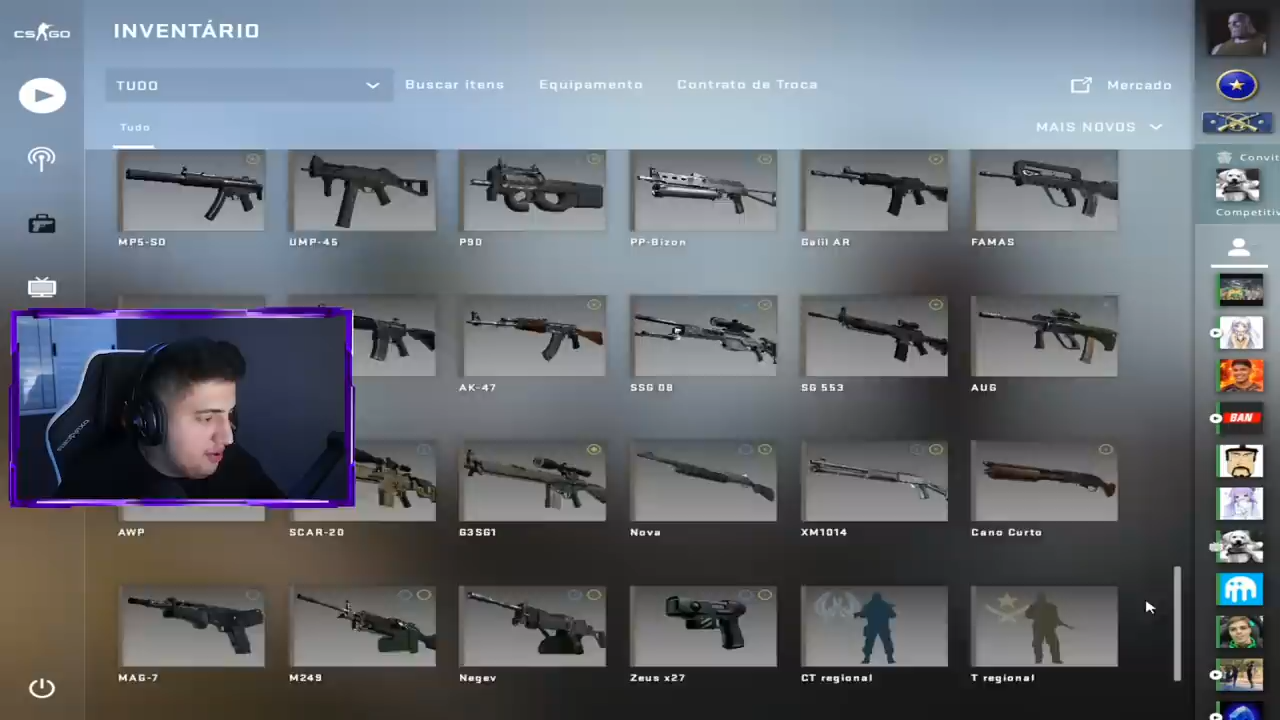 CS:GO
INVENTÁRIO
TUDO
Buscar itens
Equipamento
Contrato de Troca
Mercado
Tudo
MAIS NOVOS
Convit
Competitiv
MP5-SD
UMP-45
P90
PP-Bizon
Galil AR
FAMAS
AK-47
SSG 08
SG 553
AUG
BAN
AWP
SCAR-20
G3SG1
Nova
XM1014
Cano Curto
MAG-7
M249
Negev
Zeus x27
CT regional
T regional